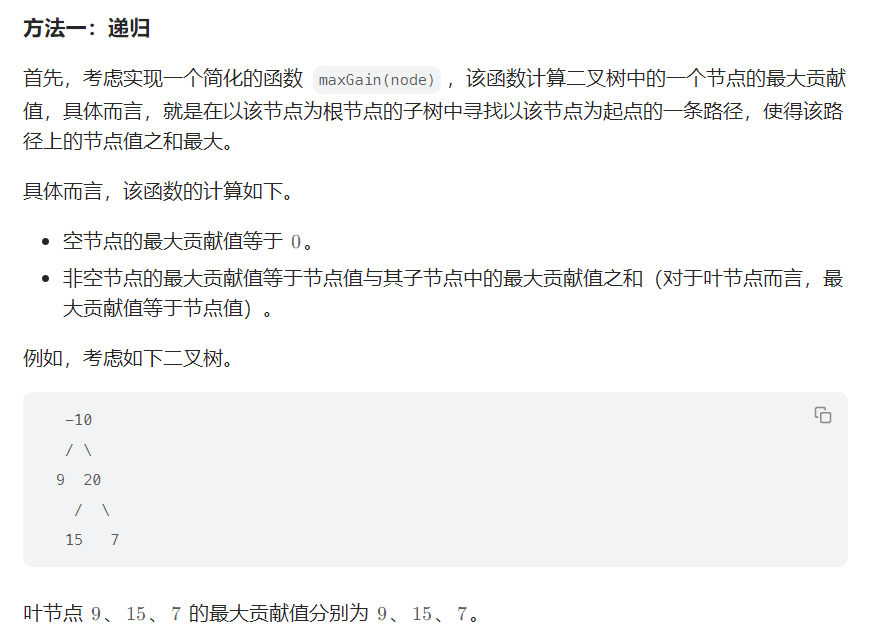 方法一：递归
首先，考虑实现一个简化的函数 maxGain(node) ，该函数计算二叉树中的一个节点的最大贡献
值，具体而言，就是在以该节点为根节点的子树中寻找以该节点为起点的一条路径，使得该路
径上的节点值之和最大。
具体而言，该函数的计算如下。
• 空节点的最大贡献值等于 0。
• 非空节点的最大贡献值等于节点值与其子节点中的最大贡献值之和（对于叶节点而言，最
大贡献值等于节点值）。
例如，考虑如下二叉树。
−10
/ \
9 20
/ \
15 7
叶节点 9、15、7 的最大贡献值分别为 9、15、7。